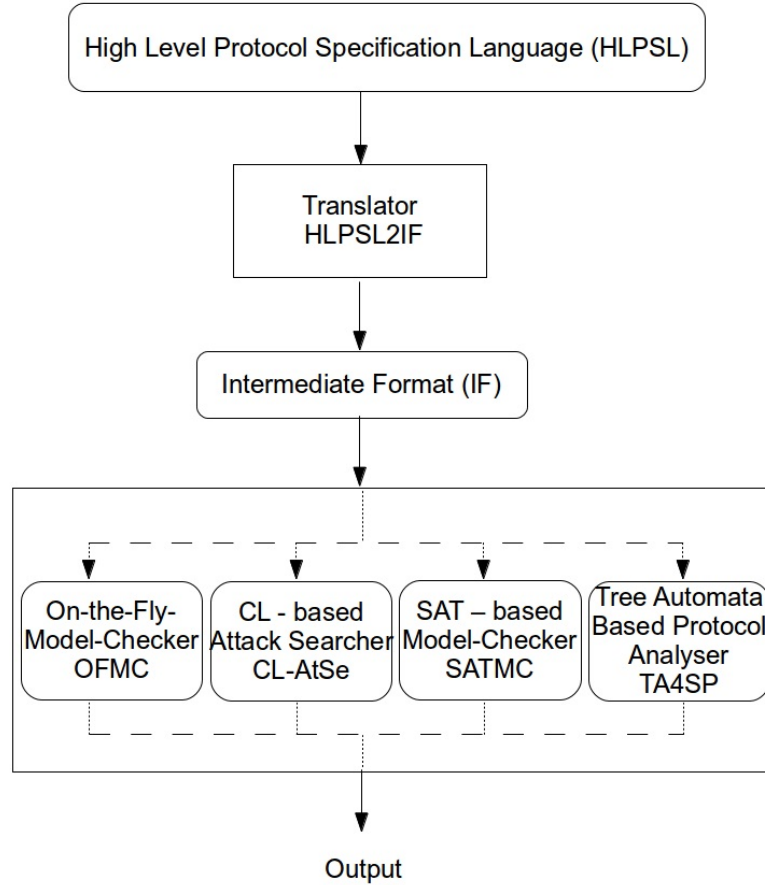 High Level Protocol Specification Language (HLPSL)
Translator
HLPSL2IF
Intermediate Format (IF)
On-the-Fly-
Model-Checker
OFMC
CL - based
Attack Searcher
CL-AtSe
SAT – based
Model-Checker
SATMC
Tree Automata
Based Protocol
Analyser
TA4SP
Output